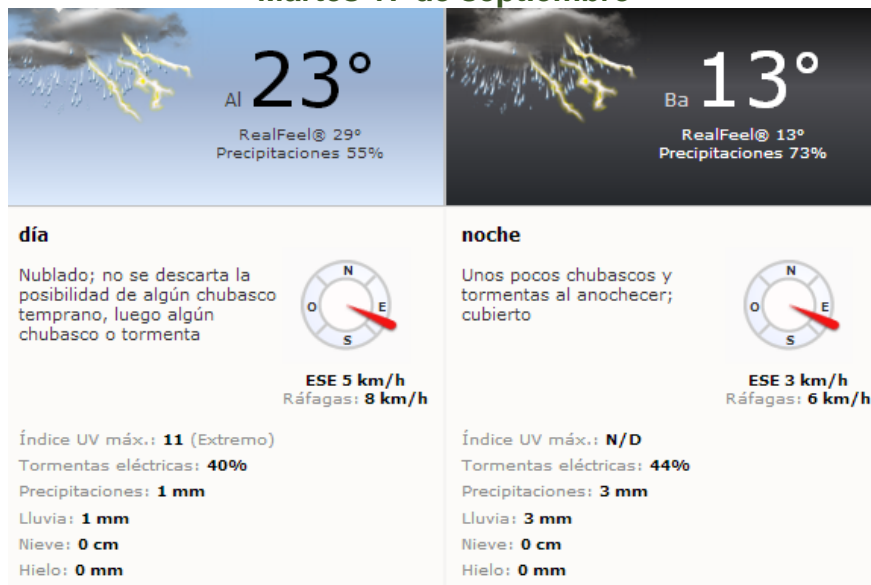 Martes 17 de Septiembre
Al 23°
RealFeel® 29°
Precipitaciones 55%
Ba 13°
RealFeel® 13°
Precipitaciones 73%
día
Nublado; no se descarta la
posibilidad de algún chubasco
temprano, luego algún
chubasco o tormenta
N
O E
S
ESE 5 km/h
Ráfagas: 8 km/h
Índice UV máx.: 11 (Extremo)
Tormentas eléctricas: 40%
Precipitaciones: 1 mm
Lluvia: 1 mm
Nieve: 0 cm
Hielo: 0 mm
noche
Unos pocos chubascos y
tormentas al anochecer;
cubierto
N
O E
S
ESE 3 km/h
Ráfagas: 6 km/h
Índice UV máx.: N/D
Tormentas eléctricas: 44%
Precipitaciones: 3 mm
Lluvia: 3 mm
Nieve: 0 cm
Hielo: 0 mm